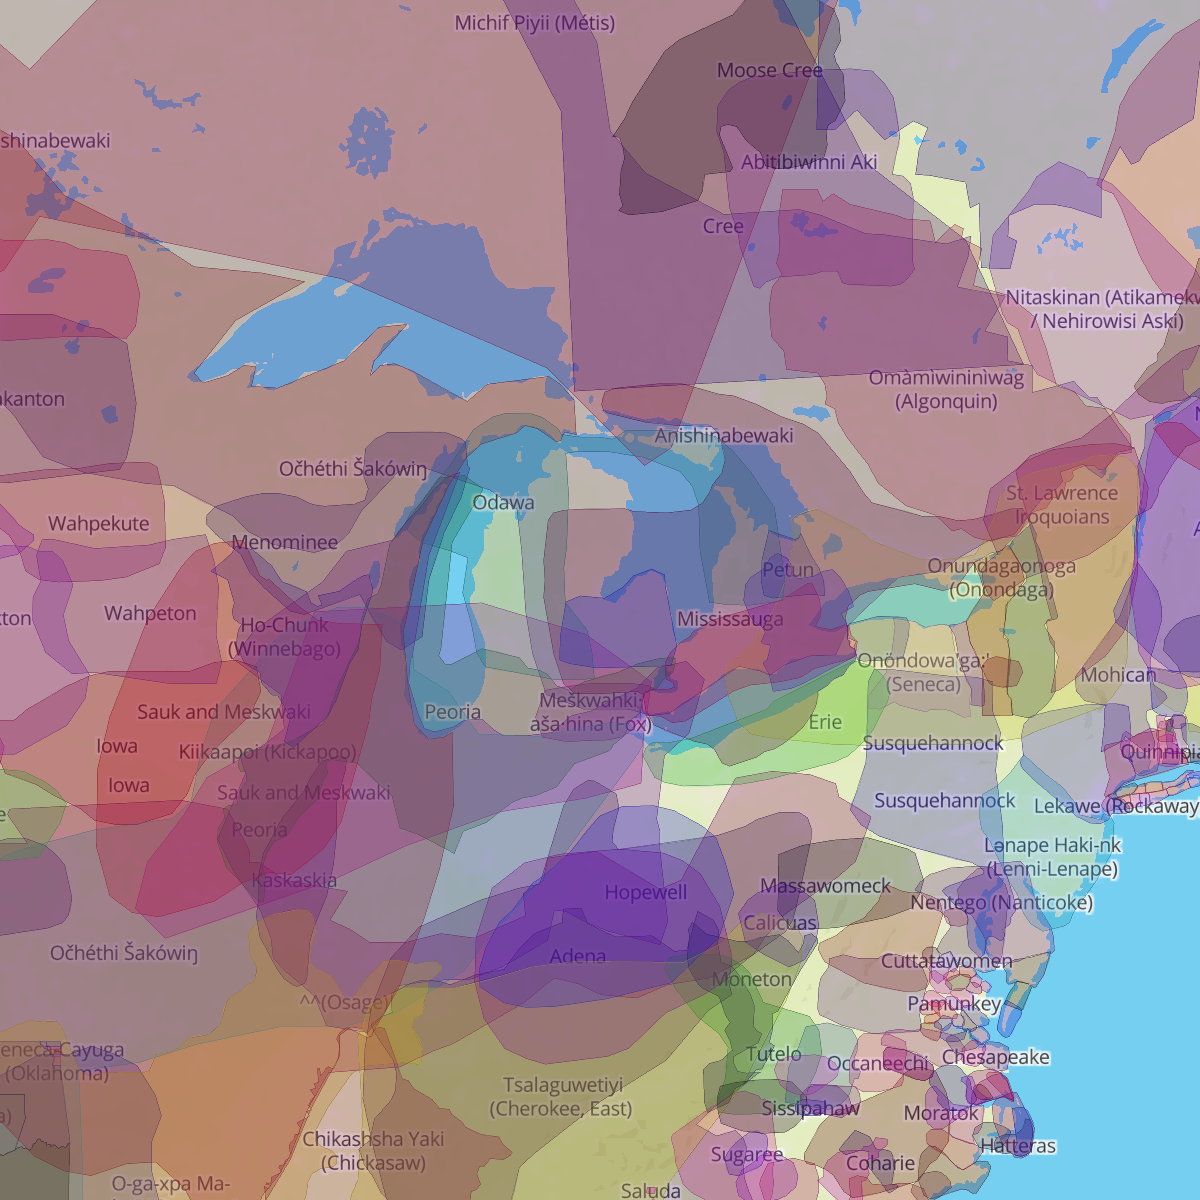 Michif Piyii (Métis)
Moose Cree
shinabewaki
Abitibiwinni Aki
Cree
Nitaskinan (Atikamekw
/ Nehirowisi Aski)
Omàmìwininìwag
(Algonquin)
akanton
Anishinabewaki
Očhéthi Šakówiŋ
Odawa
St. Lawrence
Iroquoians
Wahpekute
Menominee
Petun
Onundagaonoga
(Onondaga)
Wahpeton
Mississauga
ton
Ho-Chunk
(Winnebago)
Onöndowa'ga:'
(Seneca)
Mohican
Meškwahki·
aša·hina (Fox)
Sauk and Meskwaki
Peoria
Erie
Iowa
Kiikaapoi (Kickapoo)
Susquehannock
Quinnipia
Iowa
Sauk and Meskwaki
Susquehannock
Lekawe (Rockaway
e
Peoria
Lənape Haki-nk
(Lenni-Lenape)
Kaskaskia
Hopewell
Massawomeck
Nentego (Nanticoke)
Calicuas
Očhéthi Šakówiŋ
Adena
Cuttatawomen
Moneton
^^(Osage)
Pamunkey
eneca-Cayuga
(Oklahoma)
Tutelo
Occaneechi
Chesapeake
Tsalaguwetiyi
(Cherokee, East)
Sissipahaw
Moratok
a)
Chikashsha Yaki
(Chickasaw)
Hatteras
Sugaree
Coharie
O-ga-xpa Ma-
Saluda